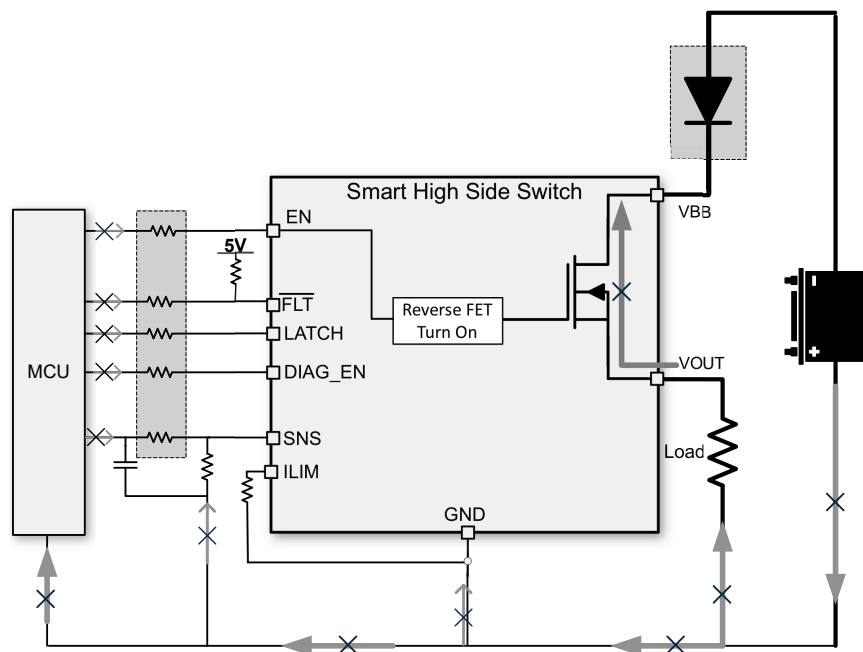 Smart High Side Switch
VBB
EN
5V
FLT
LATCH
DIAG_EN
SNS
ILIM
GND
MCU
Reverse FET
Turn On
VOUT
Load
-
+